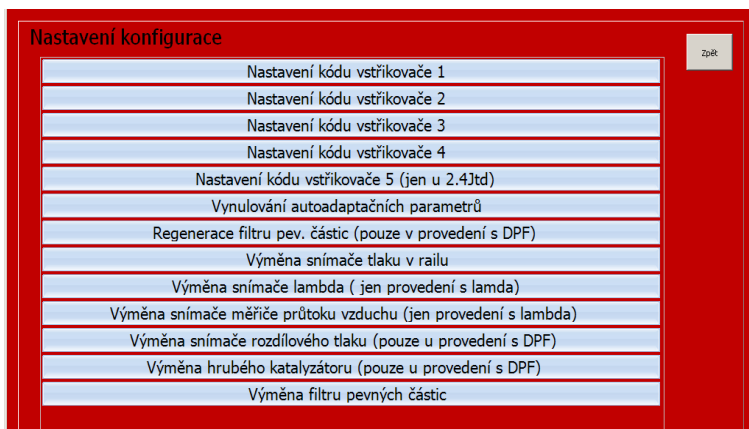 Nastavení konfigurace
Zpět
Nastavení kódu vstřikovače 1
Nastavení kódu vstřikovače 2
Nastavení kódu vstřikovače 3
Nastavení kódu vstřikovače 4
Nastavení kódu vstřikovače 5 (jen u 2.4Jtd)
Vynulování autoadaptačních parametrů
Regenerace filtru pev. částic (pouze v provedení s DPF)
Výměna snímače tlaku v railu
Výměna snímače lambda ( jen provedení s lamda)
Výměna snímače měřiče průtoku vzduchu (jen provedení s lambda)
Výměna snímače rozdílového tlaku (pouze u provedení s DPF)
Výměna hrubého katalyzátoru (pouze u provedení s DPF)
Výměna filtru pevných částic